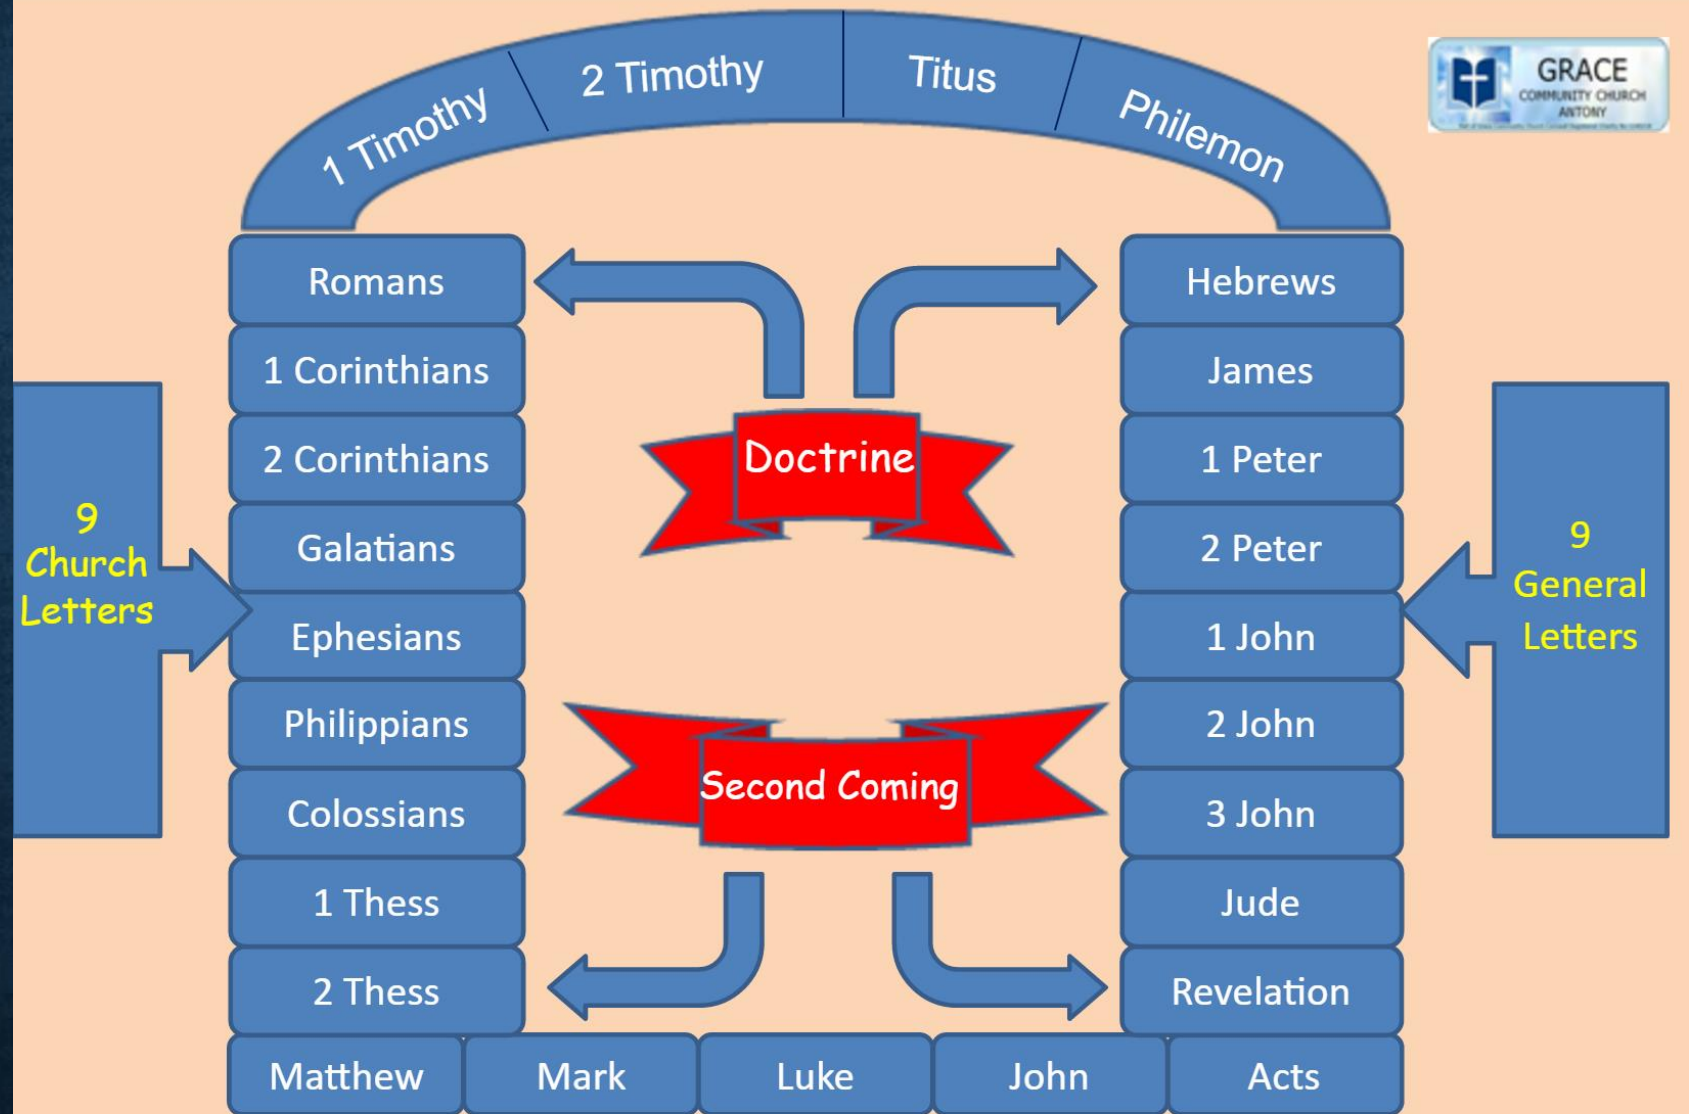 1 Timothy
2 Timothy
Titus
Philemon
GRACE
COMMUNITY CHURCH
ANTONY
Romans
1 Corinthians
2 Corinthians
Galatians
Ephesians
Philippians
Colossians
1 Thess
2 Thess
9
Church
Letters
Doctrine
Second Coming
Hebrews
James
1 Peter
2 Peter
1 John
2 John
3 John
Jude
Revelation
9
General
Letters
Matthew
Mark
Luke
John
Acts